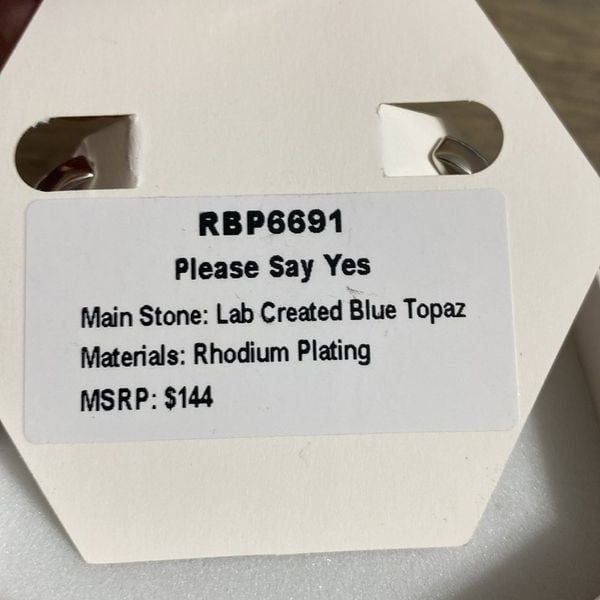 RBP6691
Please Say Yes
Main Stone: Lab Created Blue Topaz
Materials: Rhodium Plating
MSRP: $144